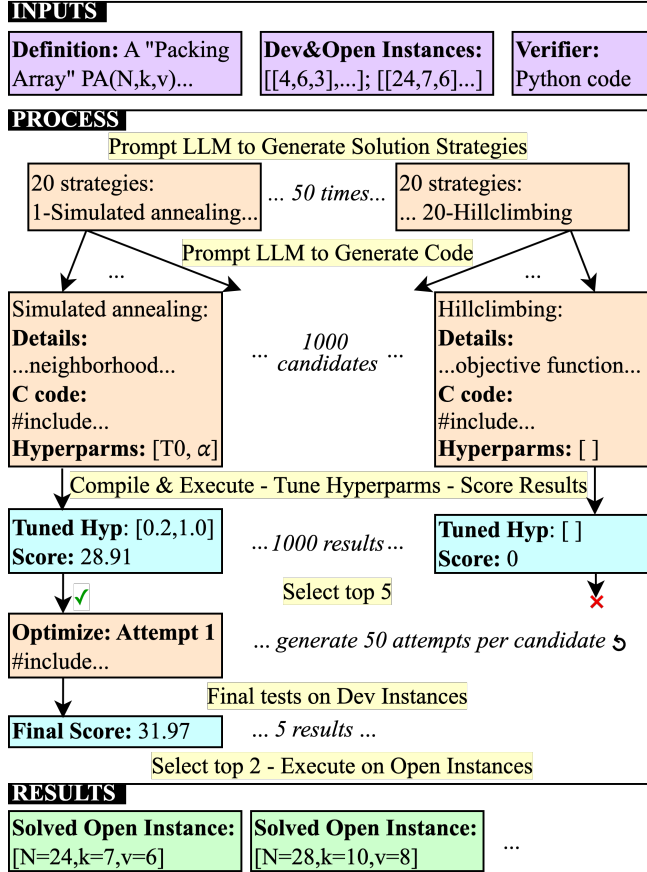 INPUTS
Definition: A "Packing
Array" PA(N,k,v)...
Dev&Open Instances:
[[4,6,3],...]; [[24,7,6]...]
Verifier:
Python code
PROCESS
Prompt LLM to Generate Solution Strategies
20 strategies:
1-Simulated annealing...
... 50 times...
20 strategies:
... 20-Hillclimbing
Prompt LLM to Generate Code
...
...
Simulated annealing:
Details:
...neighborhood...
C code:
#include...
Hyperparms: [T0, α]
... 1000 ...
candidates
Hillclimbing:
Details:
...objective function...
C code:
#include...
Hyperparms: [ ]
Compile & Execute - Tune Hyperparms - Score Results
Tuned Hyp: [0.2,1.0]
Score: 28.91
...1000 results...
Tuned Hyp: [ ]
Score: 0
Select top 5
Optimize: Attempt 1
#include...
... generate 50 attempts per candidate
Final tests on Dev Instances
Final Score: 31.97
... 5 results ...
Select top 2 - Execute on Open Instances
RESULTS
Solved Open Instance:
[N=24,k=7,v=6]
Solved Open Instance:
[N=28,k=10,v=8]
...